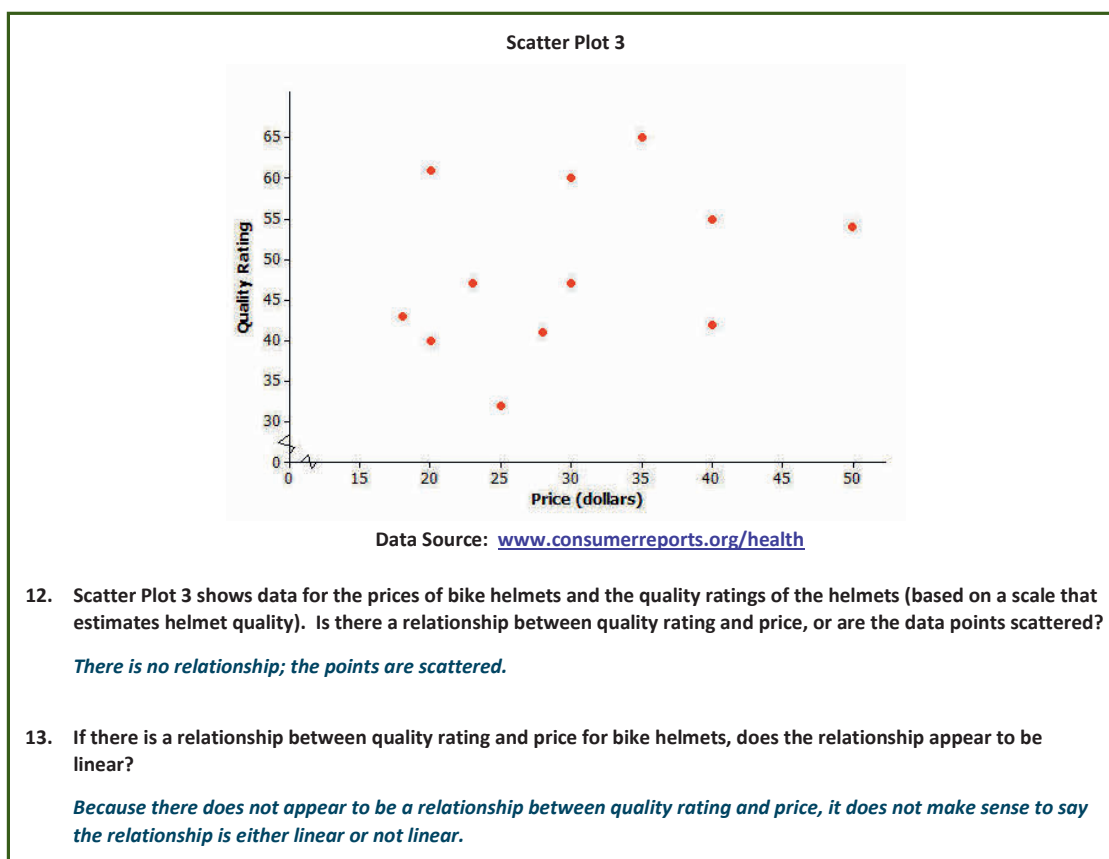 Scatter Plot 3
65
60
55
50
45
40
35
30
0
Quality Rating
0 15 20 25 30 35 40 45 50
Price (dollars)
Data Source: www.consumerreports.org/health
12. Scatter Plot 3 shows data for the prices of bike helmets and the quality ratings of the helmets (based on a scale that
estimates helmet quality). Is there a relationship between quality rating and price, or are the data points scattered?
There is no relationship; the points are scattered.
13. If there is a relationship between quality rating and price for bike helmets, does the relationship appear to be
linear?
Because there does not appear to be a relationship between quality rating and price, it does not make sense to say
the relationship is either linear or not linear.